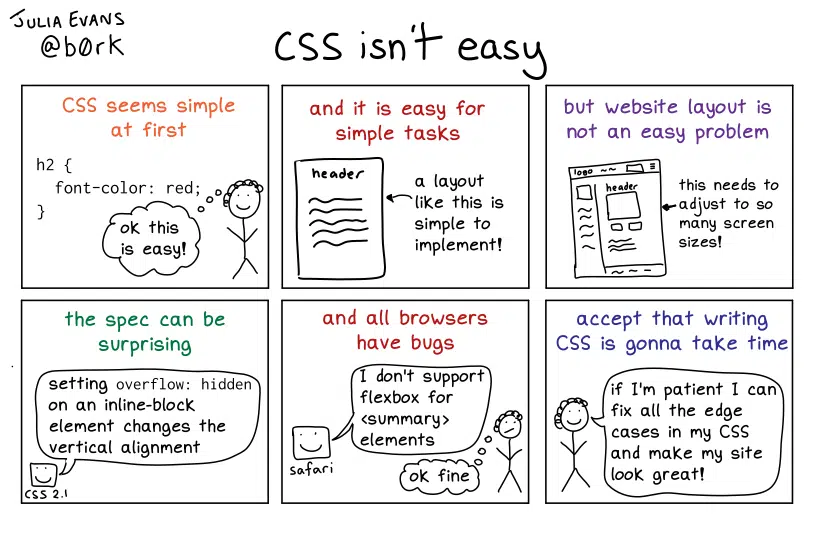 JULIA EVANS
@b0rk
CSS isn't easy
CSS seems simple
at first
h2 {
font-color: red;
}
ok this
is easy!
and it is easy for
simple tasks
header
a layout
like this is
simple to
implement!
but website layout is
not an easy problem
logo
header
this needs to
adjust to so
many screen
sizes!
the spec can be
surprising
setting overflow: hidden
on an inline-block
element changes the
vertical alignment
CSS 2.1
and all browsers
have bugs
I don't support
flexbox for
<summary>
elements
safari
ok fine
accept that writing
CSS is gonna take time
if I'm patient I can
fix all the edge
cases in my CSS
and make my site
look great!